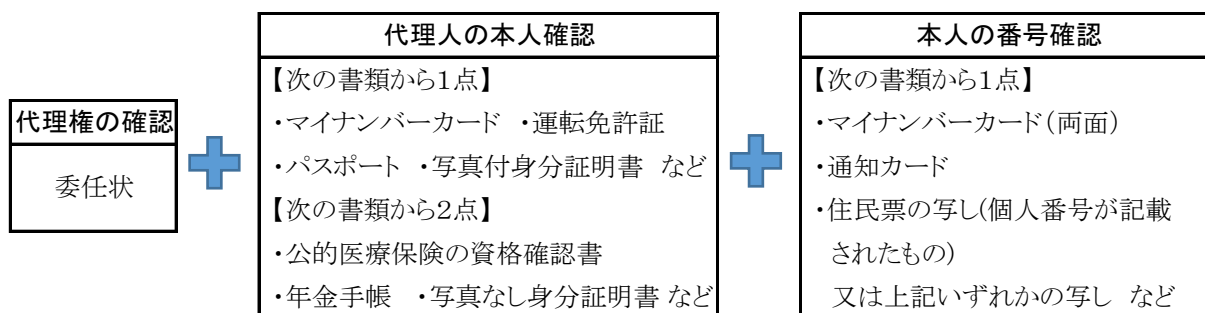 代理権の確認
委任状
代理人の本人確認
【次の書類から1点】
・マイナンバーカード ・運転免許証
・パスポート ・写真付身分証明書 など
【次の書類から2点】
・公的医療保険の資格確認書
・年金手帳 ・写真なし身分証明書 など
本人の番号確認
【次の書類から1点】
・マイナンバーカード(両面)
・通知カード
・住民票の写し(個人番号が記載
されたもの)
又は上記いずれかの写し など